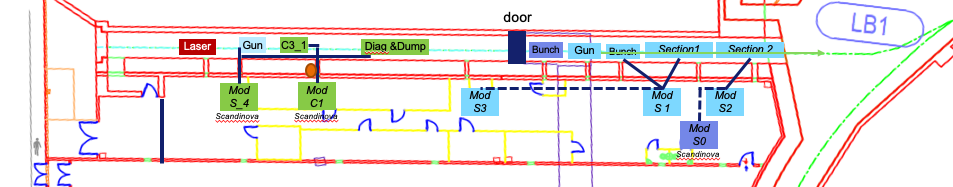 door
LB1
Laser
Gun
C3_1
Diag &Dump
Bunch
Gun
Bunch
Section1
Section 2
Mod
S_4
Scandinova
Mod
C1
Scandinova
Mod
S3
Mod
S 1
Mod
S2
Mod
S0
Scandinova